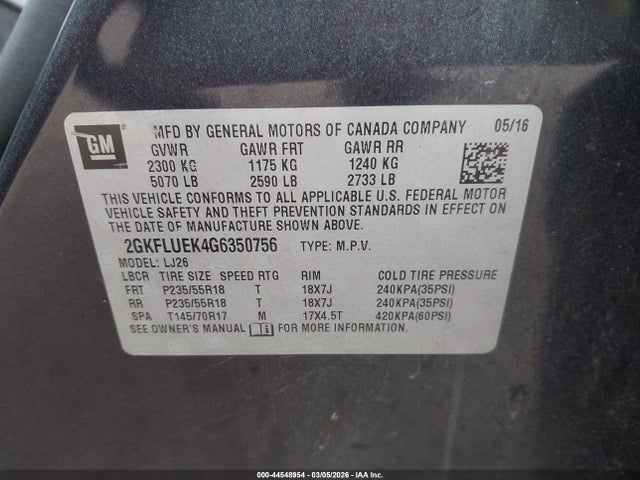 GM
MFD BY GENERAL MOTORS OF CANADA COMPANY 05/16
GVWR GAWR FRT GAWR RR
2300 KG 1175 KG 1240 KG
5070 LB 2590 LB 2733 LB
THIS VEHICLE CONFORMS TO ALL APPLICABLE U.S. FEDERAL MOTOR
VEHICLE SAFETY AND THEFT PREVENTION STANDARDS IN EFFECT ON
THE DATE OF MANUFACTURE SHOWN ABOVE.
2GKFLUEK4G6350756 TYPE: M.P.V.
MODEL: LJ26
LBCR TIRE SIZE SPEED RTG RIM COLD TIRE PRESSURE
FRT P235/55R18 T 18X7J 240KPA(35PSI)
RR P235/55R18 T 18X7J 240KPA(35PSI)
SPA T145/70R17 M 17X4.5T 420KPA(60PSI)
SEE OWNER'S MANUAL FOR MORE INFORMATION
000-44548954 | 03/05/2026 | IAA Inc.